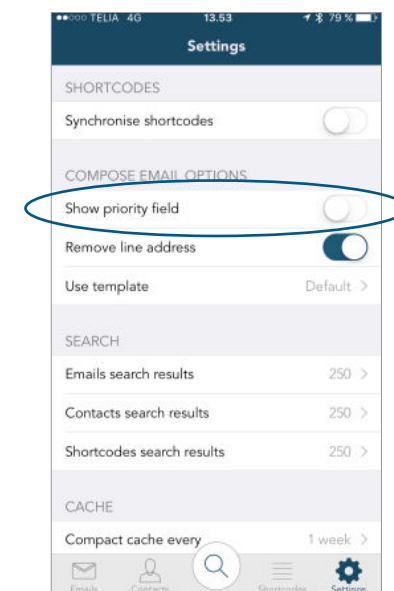 TELIA 4G 13.53 79 %
Settings
SHORTCODES
Synchronise shortcodes
COMPOSE EMAIL OPTIONS
Show priority field
Remove line address
Use template Default >
SEARCH
Emails search results 250 >
Contacts search results 250 >
Shortcodes search results 250 >
CACHE
Compact cache every 1 week >
Emails Contacts Shortcodes Settings